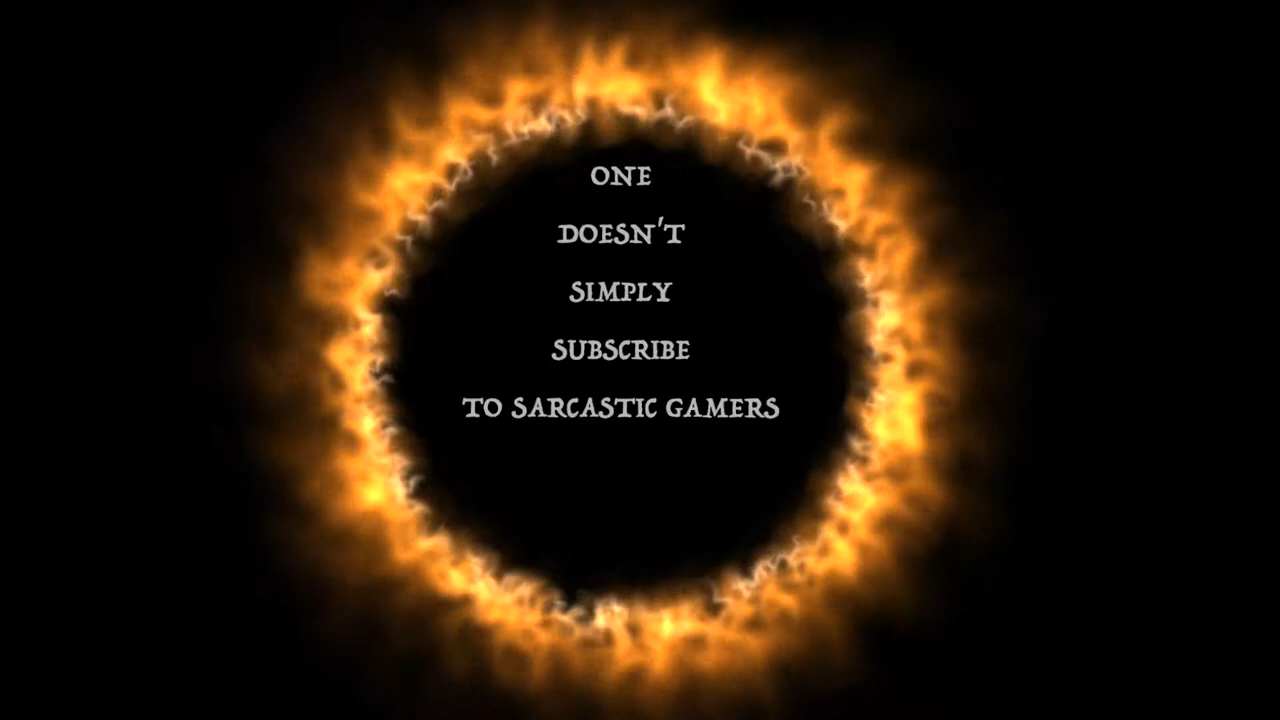 ONE
DOESN'T
SIMPLY
SUBSCRIBE
TO SARCASTIC GAMERS